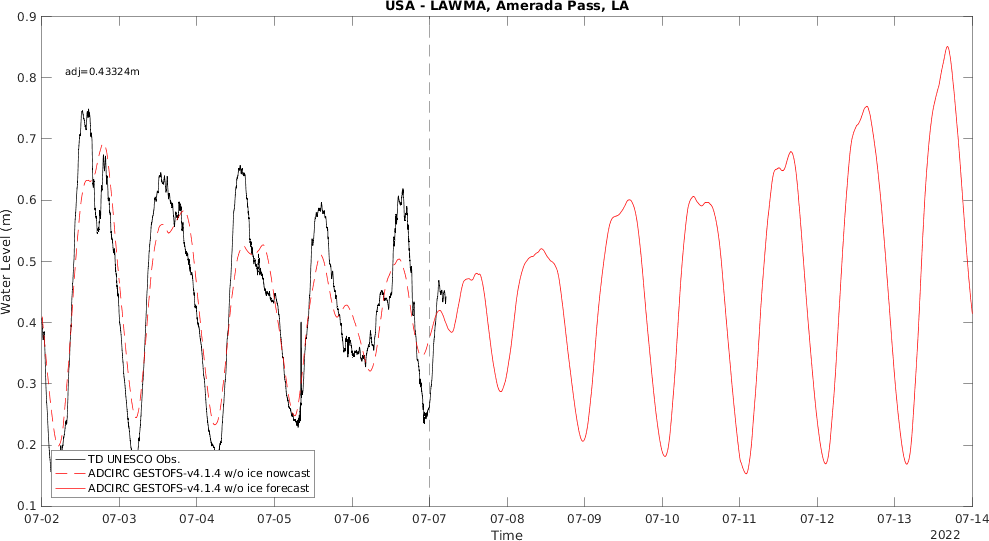 USA - LAWMA, Amerada Pass, LA
0.9
0.8
0.7
0.6
0.5
0.4
0.3
0.2
0.1
Water Level (m)
adj=0.43324m
TD UNESCO Obs.
ADCIRC GESTOFS-v4.1.4 w/o ice nowcast
ADCIRC GESTOFS-v4.1.4 w/o ice forecast
07-02 07-03 07-04 07-05 07-06 07-07 07-08 07-09 07-10 07-11 07-12 07-13 07-14
Time
2022